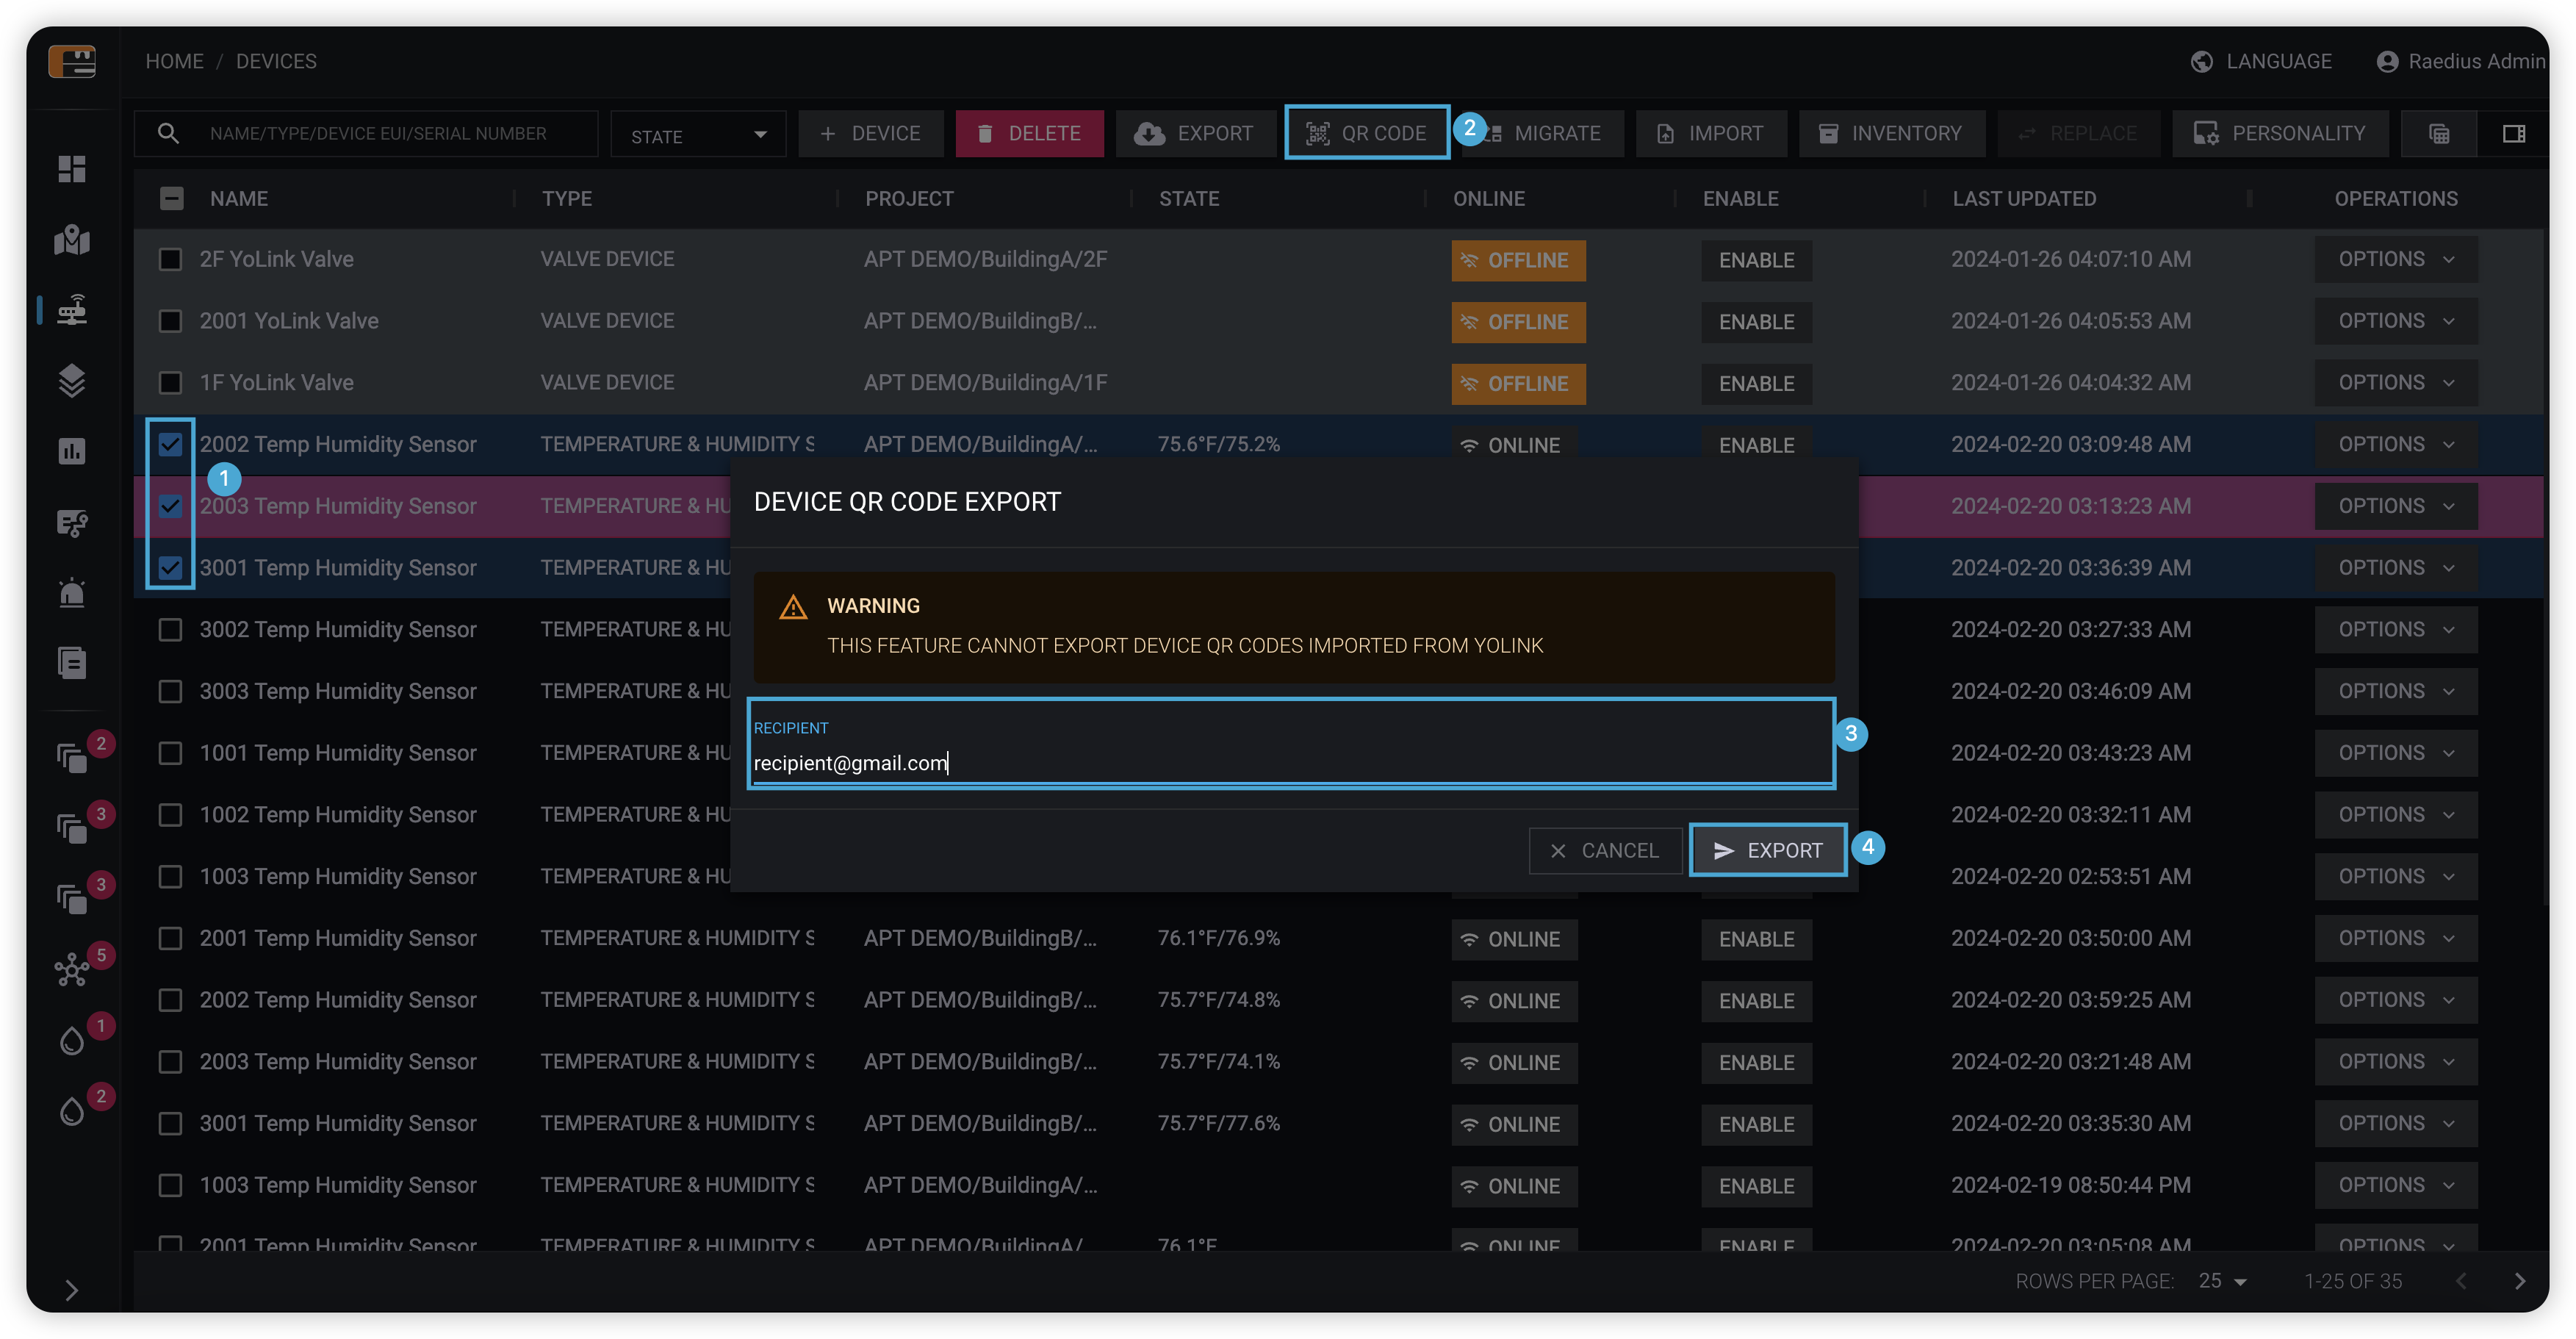 HOME / DEVICES LANGUAGE Raedius Admin
NAME/TYPE/DEVICE EUI/SERIAL NUMBER STATE + DEVICE DELETE EXPORT QR CODE 2 MIGRATE IMPORT INVENTORY REPLACE PERSONALITY
NAME TYPE PROJECT STATE ONLINE ENABLE LAST UPDATED OPERATIONS
2F YoLink Valve VALVE DEVICE APT DEMO/BuildingA/2F OFFLINE ENABLE 2024-01-26 04:07:10 AM OPTIONS
2001 YoLink Valve VALVE DEVICE APT DEMO/BuildingB/... OFFLINE ENABLE 2024-01-26 04:05:53 AM OPTIONS
1F YoLink Valve VALVE DEVICE APT DEMO/BuildingA/1F OFFLINE ENABLE 2024-01-26 04:04:32 AM OPTIONS
2002 Temp Humidity Sensor TEMPERATURE & HUMIDITY S APT DEMO/BuildingA/... 75.6°F/75.2% ONLINE ENABLE 2024-02-20 03:09:48 AM OPTIONS
1
2003 Temp Humidity Sensor TEMPERATURE & HU 2024-02-20 03:13:23 AM OPTIONS
3001 Temp Humidity Sensor TEMPERATURE & HU 2024-02-20 03:36:39 AM OPTIONS
3002 Temp Humidity Sensor TEMPERATURE & HU 2024-02-20 03:27:33 AM OPTIONS
3003 Temp Humidity Sensor TEMPERATURE & HU 2024-02-20 03:46:09 AM OPTIONS
1001 Temp Humidity Sensor TEMPERATURE & HU 2024-02-20 03:43:23 AM OPTIONS
1002 Temp Humidity Sensor TEMPERATURE & HU 2024-02-20 03:32:11 AM OPTIONS
1003 Temp Humidity Sensor TEMPERATURE & HU 2024-02-20 02:53:51 AM OPTIONS
DEVICE QR CODE EXPORT
WARNING
THIS FEATURE CANNOT EXPORT DEVICE QR CODES IMPORTED FROM YOLINK
RECIPIENT
3
recipient@gmail.com
CANCEL EXPORT 4
2001 Temp Humidity Sensor TEMPERATURE & HUMIDITY S APT DEMO/BuildingB/... 76.1°F/76.9% ONLINE ENABLE 2024-02-20 03:50:00 AM OPTIONS
2002 Temp Humidity Sensor TEMPERATURE & HUMIDITY S APT DEMO/BuildingB/... 75.7°F/74.8% ONLINE ENABLE 2024-02-20 03:59:25 AM OPTIONS
2003 Temp Humidity Sensor TEMPERATURE & HUMIDITY S APT DEMO/BuildingB/... 75.7°F/74.1% ONLINE ENABLE 2024-02-20 03:21:48 AM OPTIONS
3001 Temp Humidity Sensor TEMPERATURE & HUMIDITY S APT DEMO/BuildingB/... 75.7°F/77.6% ONLINE ENABLE 2024-02-20 03:35:30 AM OPTIONS
1003 Temp Humidity Sensor TEMPERATURE & HUMIDITY S APT DEMO/BuildingA/... ONLINE ENABLE 2024-02-19 08:50:44 PM OPTIONS
2001 Temp Humidity Sensor TEMPERATURE & HUMIDITY S APT DEMO/BuildingA/ 76.1°F ONLINE ENABLE 2024-02-20 03:05:08 AM OPTIONS
2
3
3
5
1
2
ROWS PER PAGE: 25 1-25 OF 35